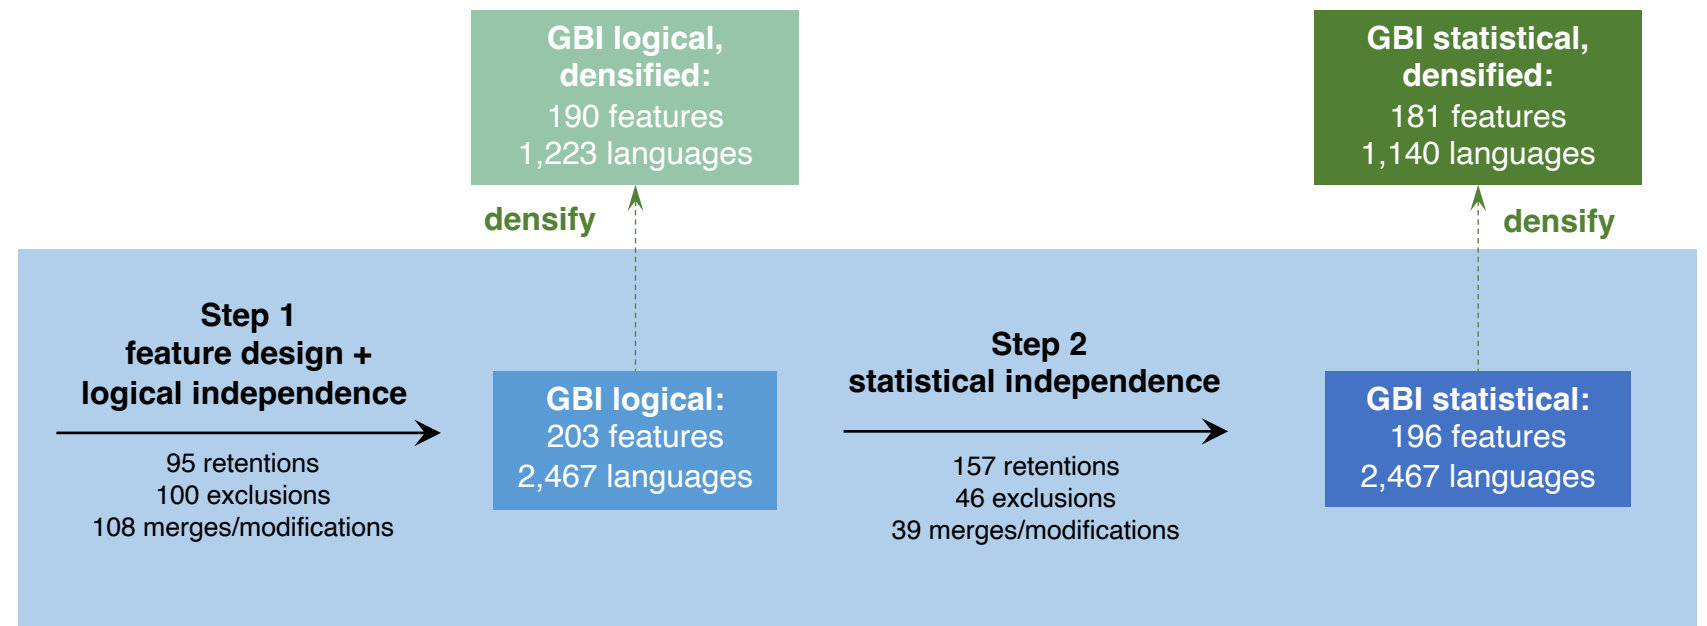 GBI logical,
densified:
190 features
1,223 languages
GBI statistical,
densified:
181 features
1,140 languages
densify
densify
Step 1
feature design +
logical independence
95 retentions
100 exclusions
108 merges/modifications
GBI logical:
203 features
2,467 languages
Step 2
statistical independence
157 retentions
46 exclusions
39 merges/modifications
GBI statistical:
196 features
2,467 languages